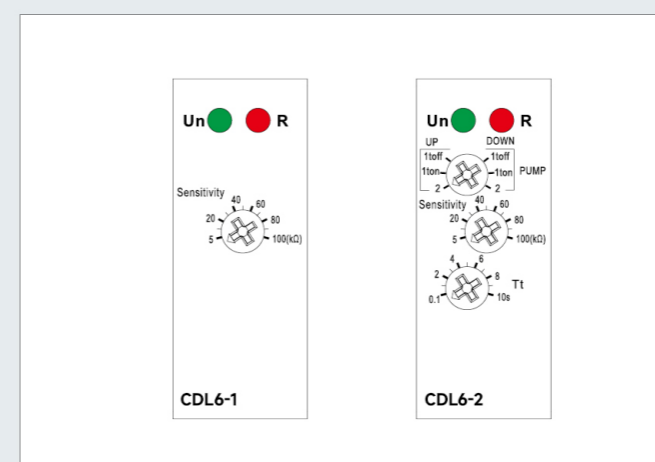 Un R
Sensitivity
40 60
20 80
5 100(kΩ)
CDL6-1
Un R
UP DOWN
1toff 1toff
1ton 1ton PUMP
2 2
Sensitivity
40 60
20 80
5 100(kΩ)
4 6
2 8 Tt
0.1 10s
CDL6-2